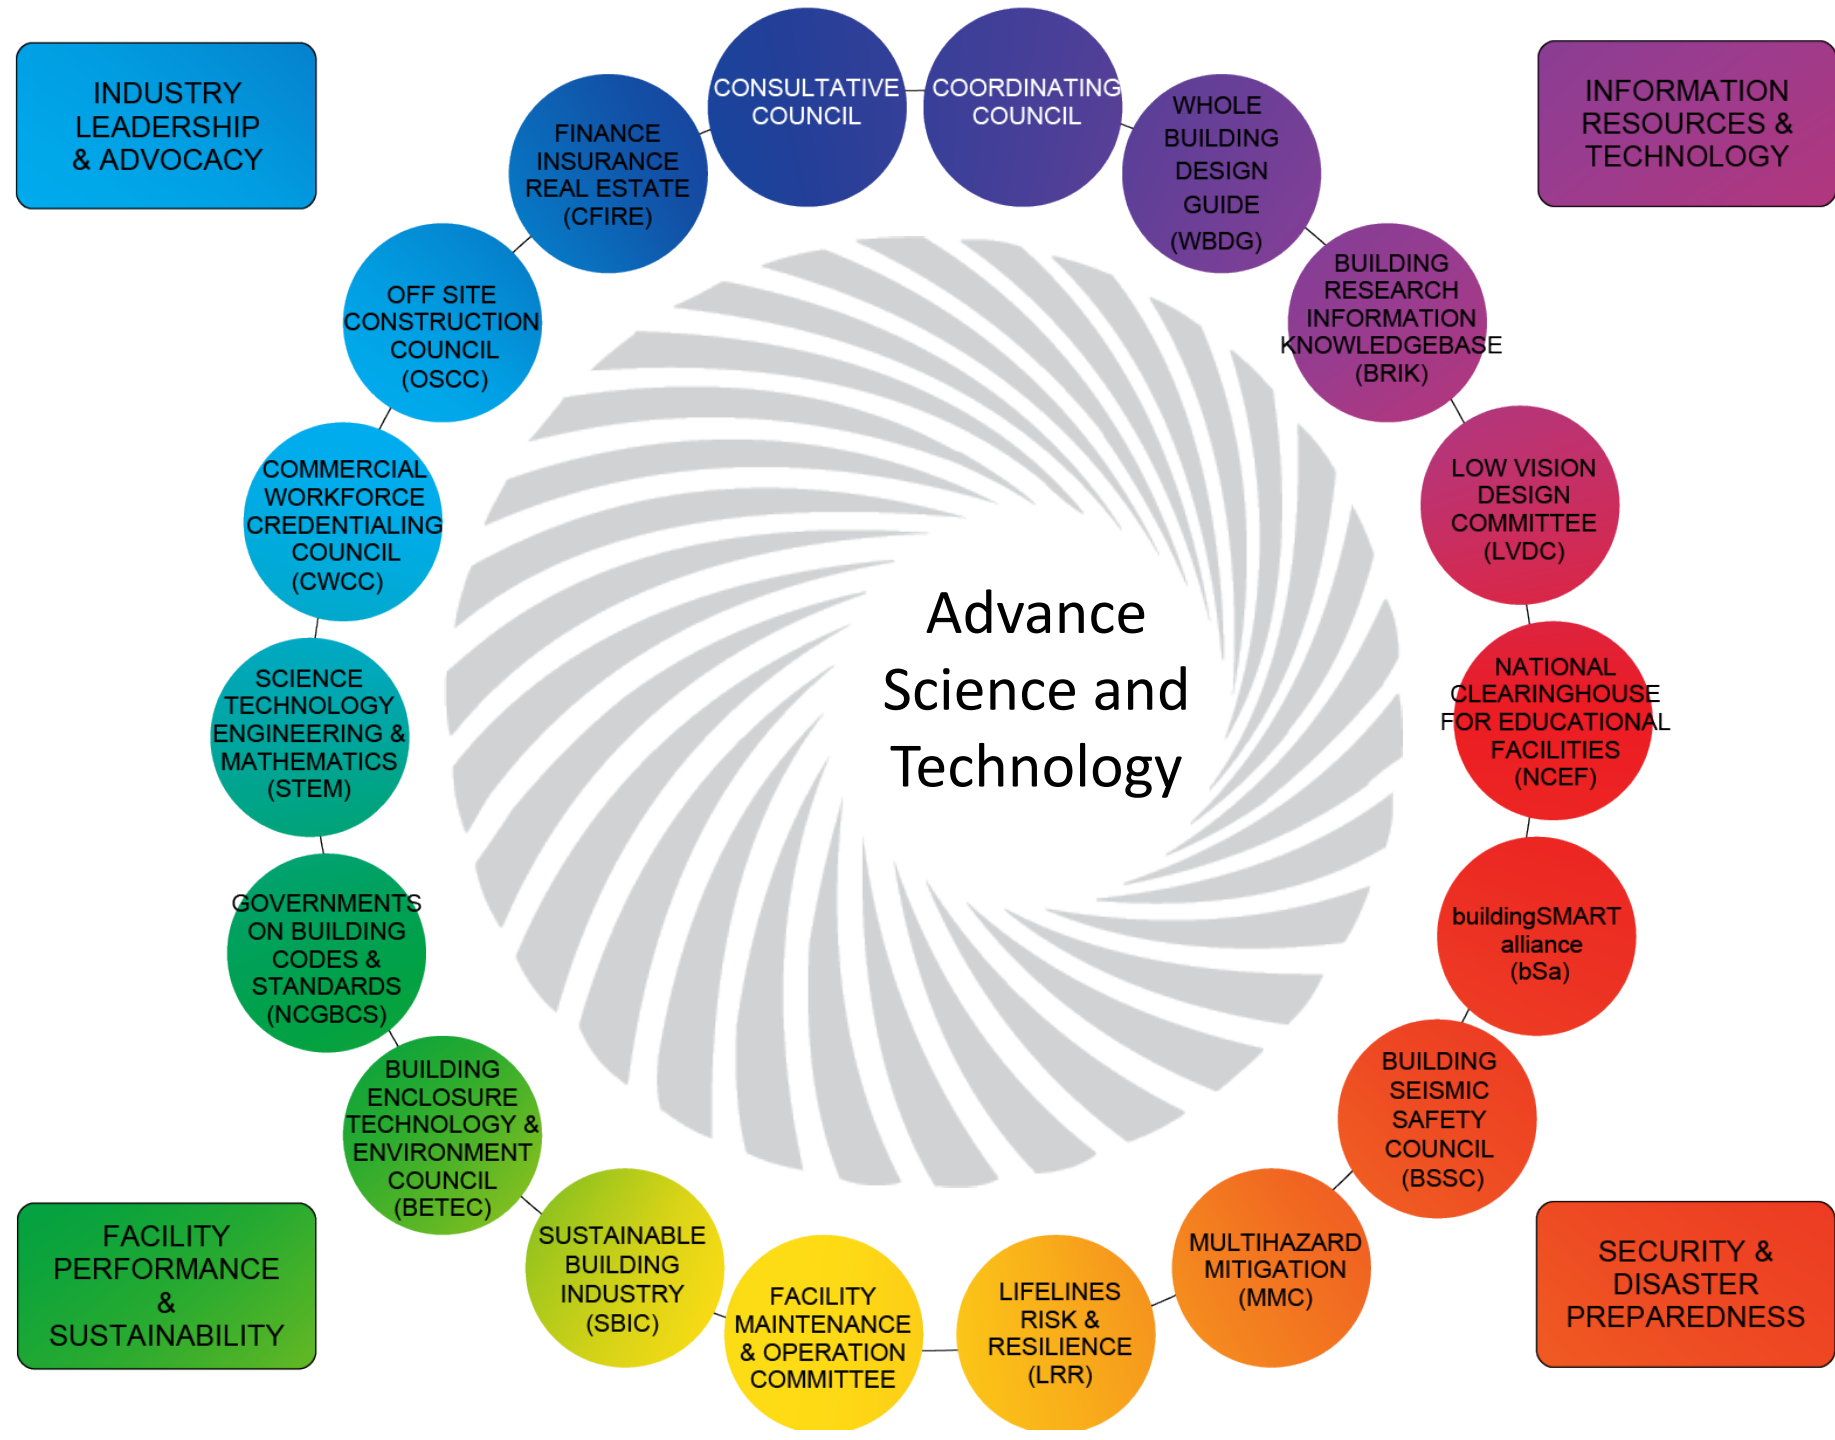 INDUSTRY
LEADERSHIP
& ADVOCACY
CONSULTATIVE
COUNCIL
COORDINATING
COUNCIL
INFORMATION
RESOURCES &
TECHNOLOGY
FINANCE
INSURANCE
REAL ESTATE
(CFIRE)
WHOLE
BUILDING
DESIGN
GUIDE
(WBDG)
OFF SITE
CONSTRUCTION
COUNCIL
(OSCC)
BUILDING
RESEARCH
INFORMATION
KNOWLEDGEBASE
(BRIK)
COMMERCIAL
WORKFORCE
CREDENTIALING
COUNCIL
(CWCC)
LOW VISION
DESIGN
COMMITTEE
(LVDC)
Advance
Science and
Technology
SCIENCE
TECHNOLOGY
ENGINEERING &
MATHEMATICS
(STEM)
NATIONAL
CLEARINGHOUSE
FOR EDUCATIONAL
FACILITIES
(NCEF)
GOVERNMENTS
ON BUILDING
CODES &
STANDARDS
(NCGBCS)
buildingSMART
alliance
(bSa)
BUILDING
ENCLOSURE
TECHNOLOGY &
ENVIRONMENT
COUNCIL
(BETEC)
BUILDING
SEISMIC
SAFETY
COUNCIL
(BSSC)
FACILITY
PERFORMANCE
&
SUSTAINABILITY
SUSTAINABLE
BUILDING
INDUSTRY
(SBIC)
FACILITY
MAINTENANCE
& OPERATION
COMMITTEE
LIFELINES
RISK &
RESILIENCE
(LRR)
MULTIHAZARD
MITIGATION
(MMC)
SECURITY &
DISASTER
PREPAREDNESS